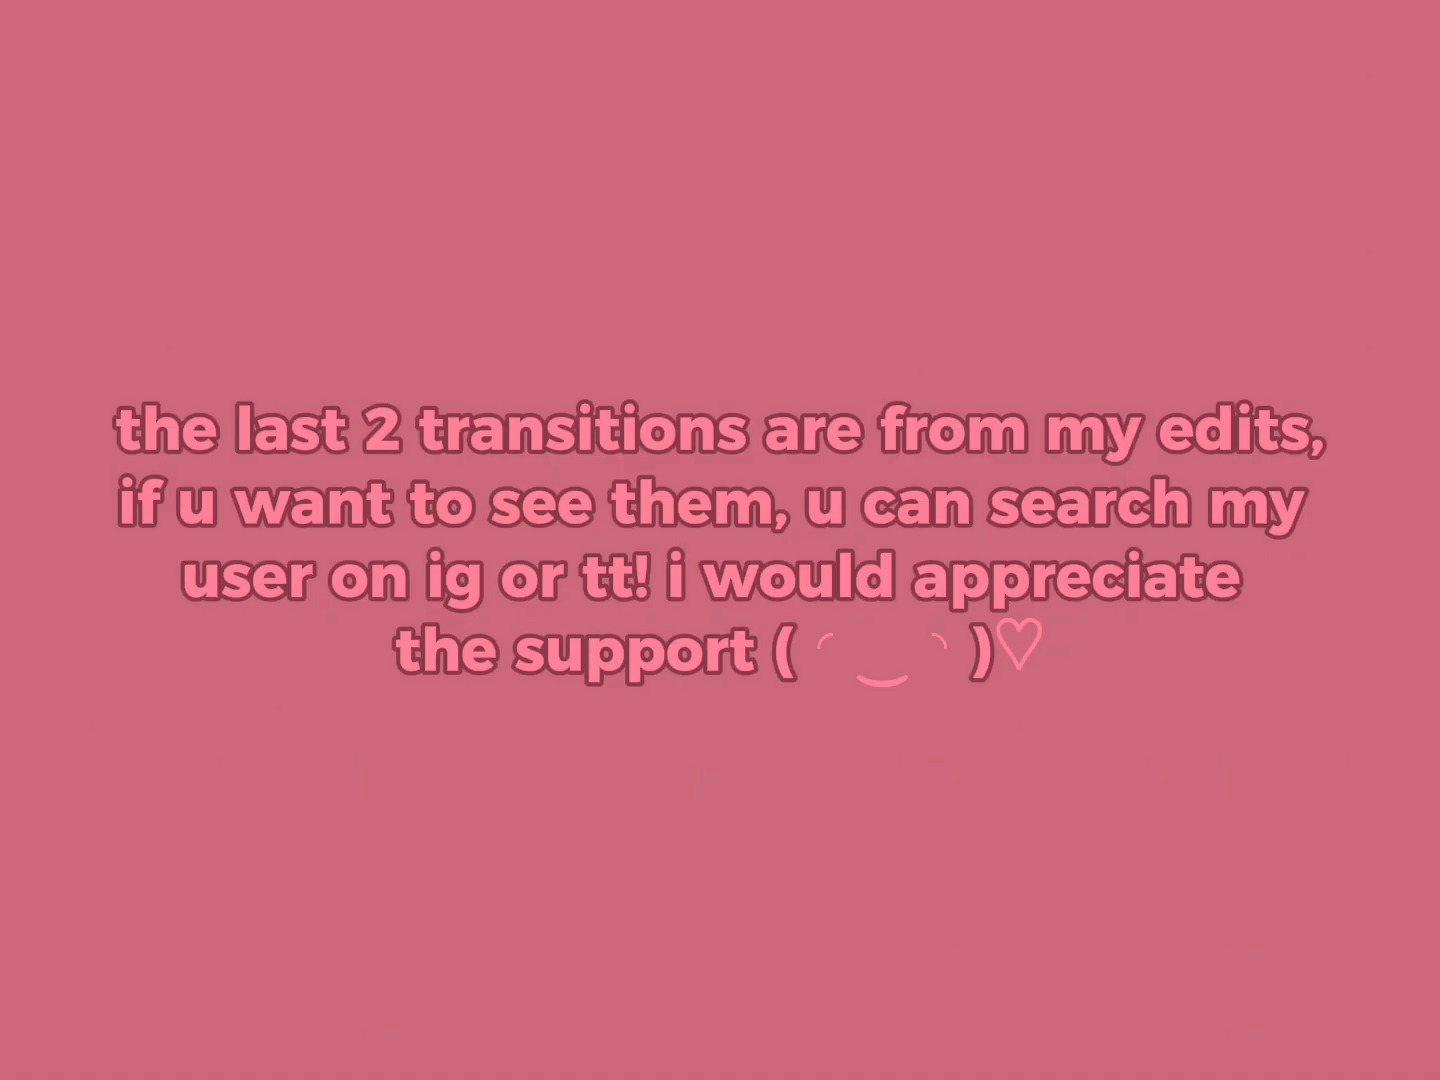 the last 2 transitions are from my edits,
if u want to see them, u can search my
user on ig or tt! i would appreciate
the support ( ◜‿◝ )♡